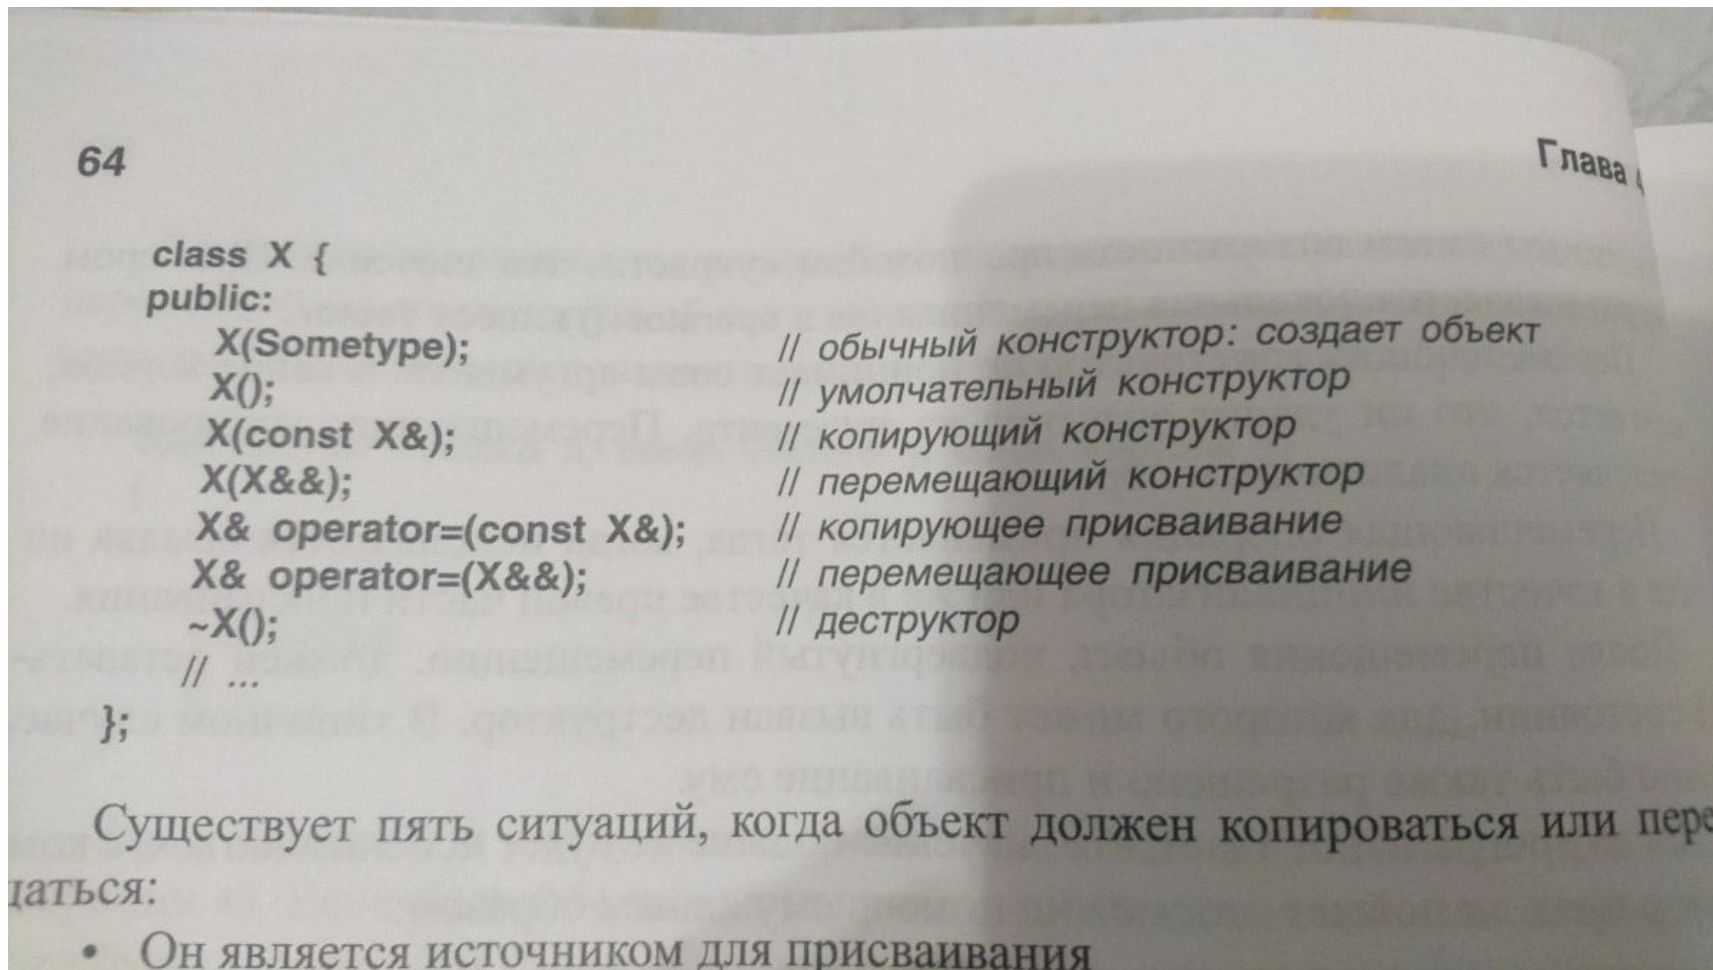 64
Глава
class X {
public:
X(Sometype); // обычный конструктор: создает объект
X(); // умолчательный конструктор
X(const X&); // копирующий конструктор
X(X&&); // перемещающий конструктор
X& operator=(const X&); // копирующее присваивание
X& operator=(X&&); // перемещающее присваивание
~X(); // деструктор
// ...
};
Существует пять ситуаций, когда объект должен копироваться или пере
щаться:
• Он является источником для присваивания